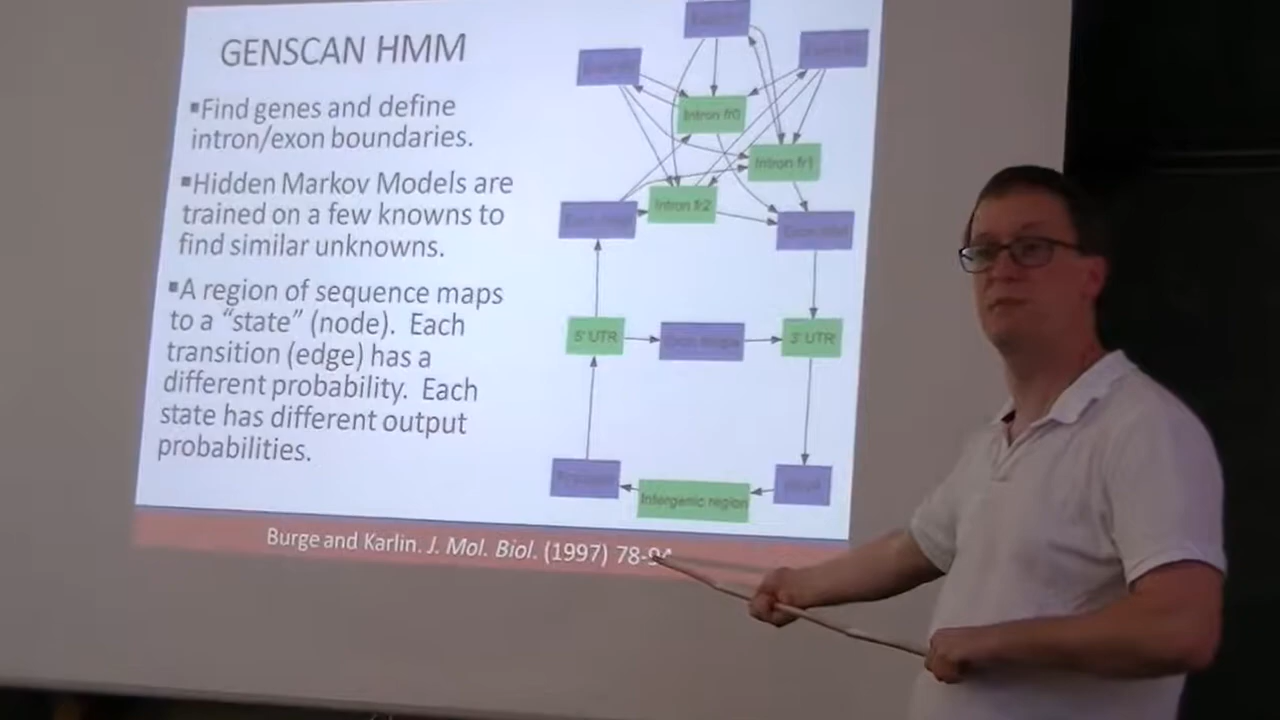 GENSCAN HMM
▪Find genes and define
intron/exon boundaries.
▪Hidden Markov Models are
trained on a few knowns to
find similar unknowns.
▪A region of sequence maps
to a “state” (node).  Each
transition (edge) has a
different probability.  Each
state has different output
probabilities.
Intron fr0
Intron fr1
Intron fr2
5' UTR
3' UTR
Intergenic region
Burge and Karlin. J. Mol. Biol. (1997) 78-94